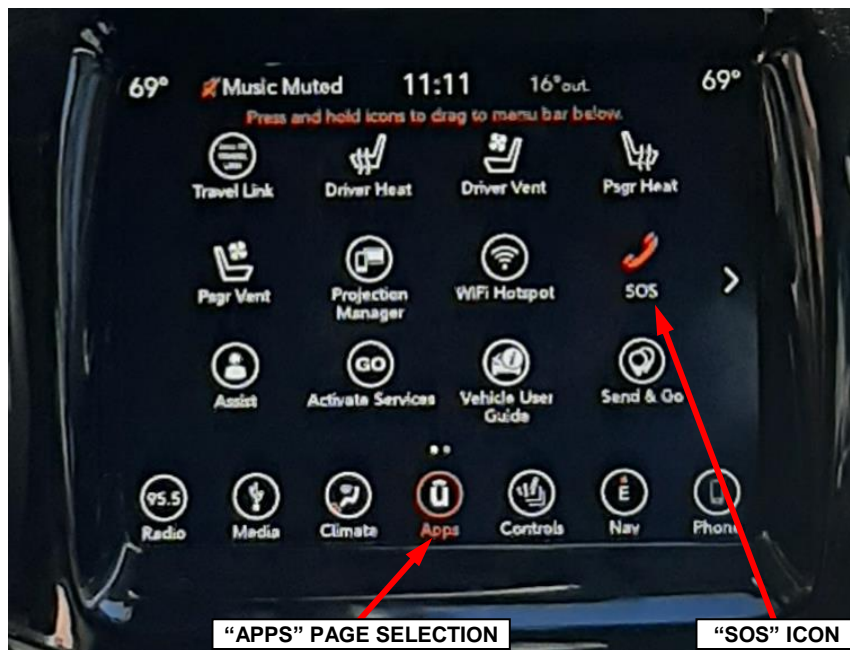 69° Music Muted 11:11 16°out 69°
Press and hold icons to drag to menu bar below.
Travel Link Driver Heat Driver Vent Psgr Heat
Psgr Vent Projection Manager WiFi Hotspot SOS
GO
Assist Activate Services Vehicle User Guide Send & Go
95.5 û E
Radio Media Climate Apps Controls Nav Phone
“APPS” PAGE SELECTION “SOS” ICON